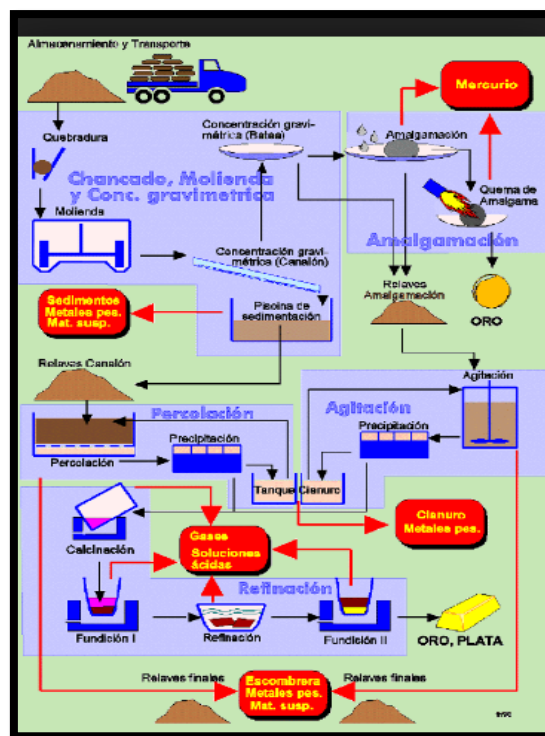 Almacenamiento y Transporte
Mercurio
Quebradura
Concentración gravi-
métrica (Batea)
Amalgamación
Chancado, Molienda
y Conc. gravimetrica
Molienda
Quema de
Amalgama
Amalgamación
Concentración gravi-
métrica (Canalón)
Relaves
Amalgamación
ORO
Sedimentos
Metales pes.
Mat. susp.
Piscina de
sedimentación
Relaves Canalón
Agitación
Percolación
Agitación
Precipitación
Precipitación
Percolación
Tanque
Cianuro
Cianuro
Metales pes.
Calcinación
Gases
Soluciones
ácidas
Refinación
Fundición I
Refinación
Fundición II
ORO, PLATA
Relaves finales
Escombrera
Metales pes.
Mat. susp.
Relaves finales